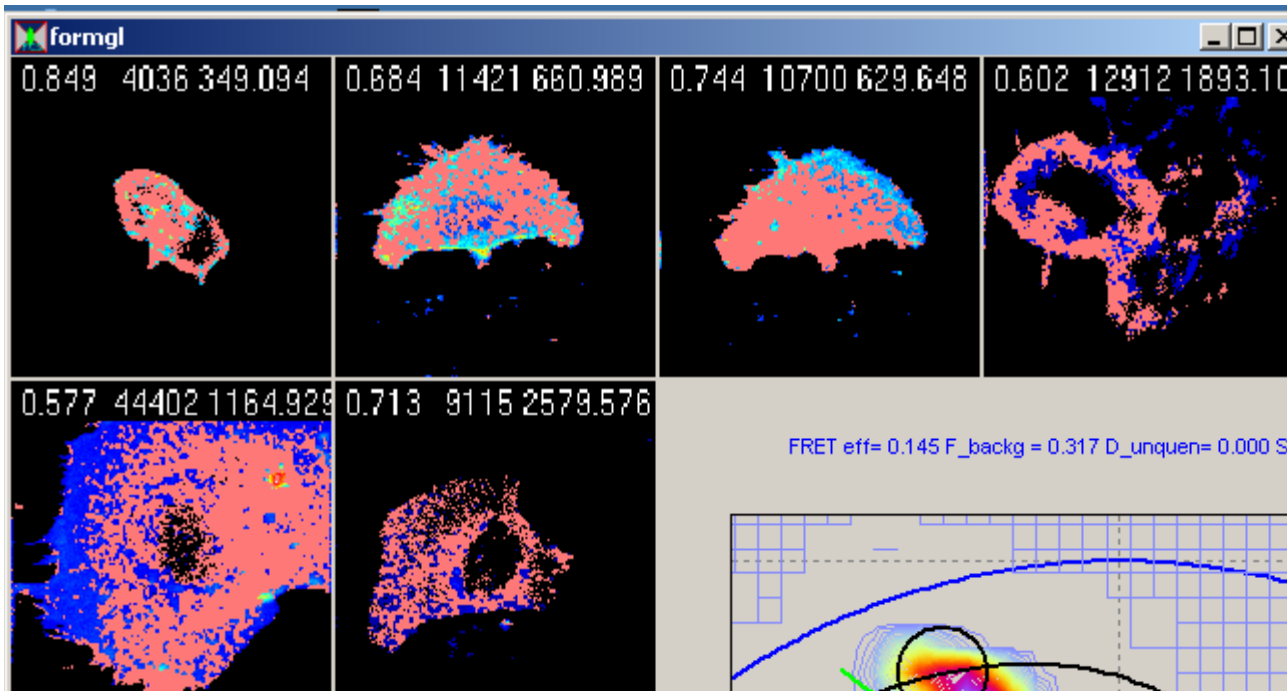 formgl
0.849 4036 349.094
0.684 11421 660.989
0.744 10700 629.648
0.602 12912 1893.10
0.577 44402 1164.929
0.713 9115 2579.576
FRET eff= 0.145 F_backg = 0.317 D_unquen= 0.000 S